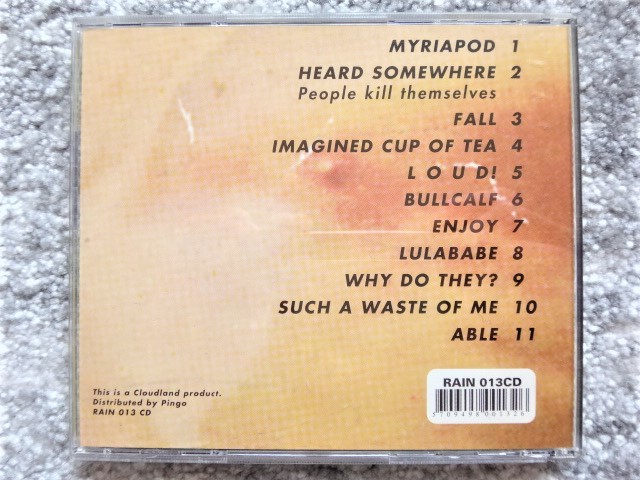 MYRIAPOD 1
HEARD SOMEWHERE 2
People kill themselves
FALL 3
IMAGINED CUP OF TEA 4
L O U D! 5
BULLCALF 6
ENJOY 7
LULABABE 8
WHY DO THEY? 9
SUCH A WASTE OF ME 10
ABLE 11
This is a Cloudland product.
Distributed by Pingo
RAIN 013 CD
RAIN 013CD
5709498001326